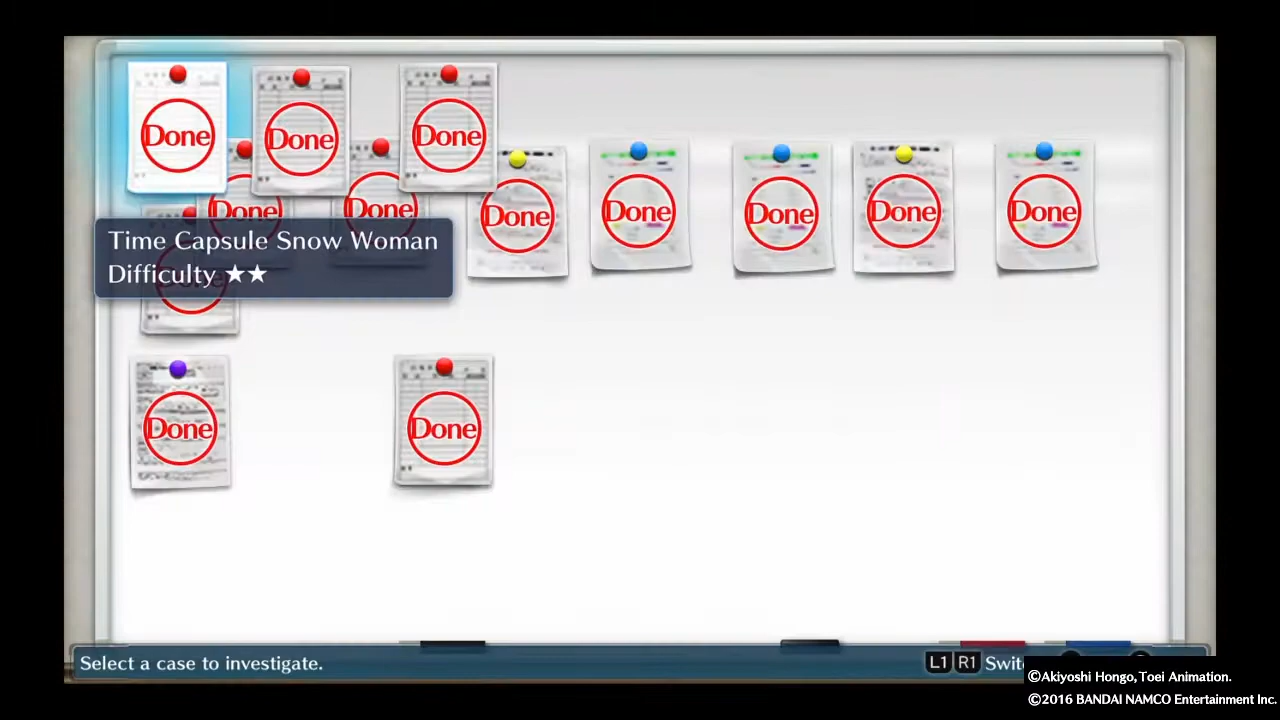 Done
Done
Done
Done
Done
Done
Done
Done
Done
Done
Time Capsule Snow Woman
Difficulty ★★
Done
Done
Select a case to investigate.
L1 R1 Switc
©Akiyoshi Hongo, Toei Animation.
©2016 BANDAI NAMCO Entertainment Inc.